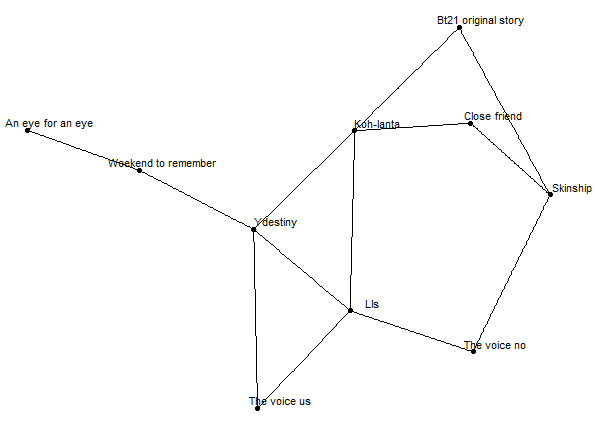 Bt21 original story
An eye for an eye
Koh-lanta
Close friend
Weekend to remember
Skinship
Ydestiny
Lls
The voice no
The voice us